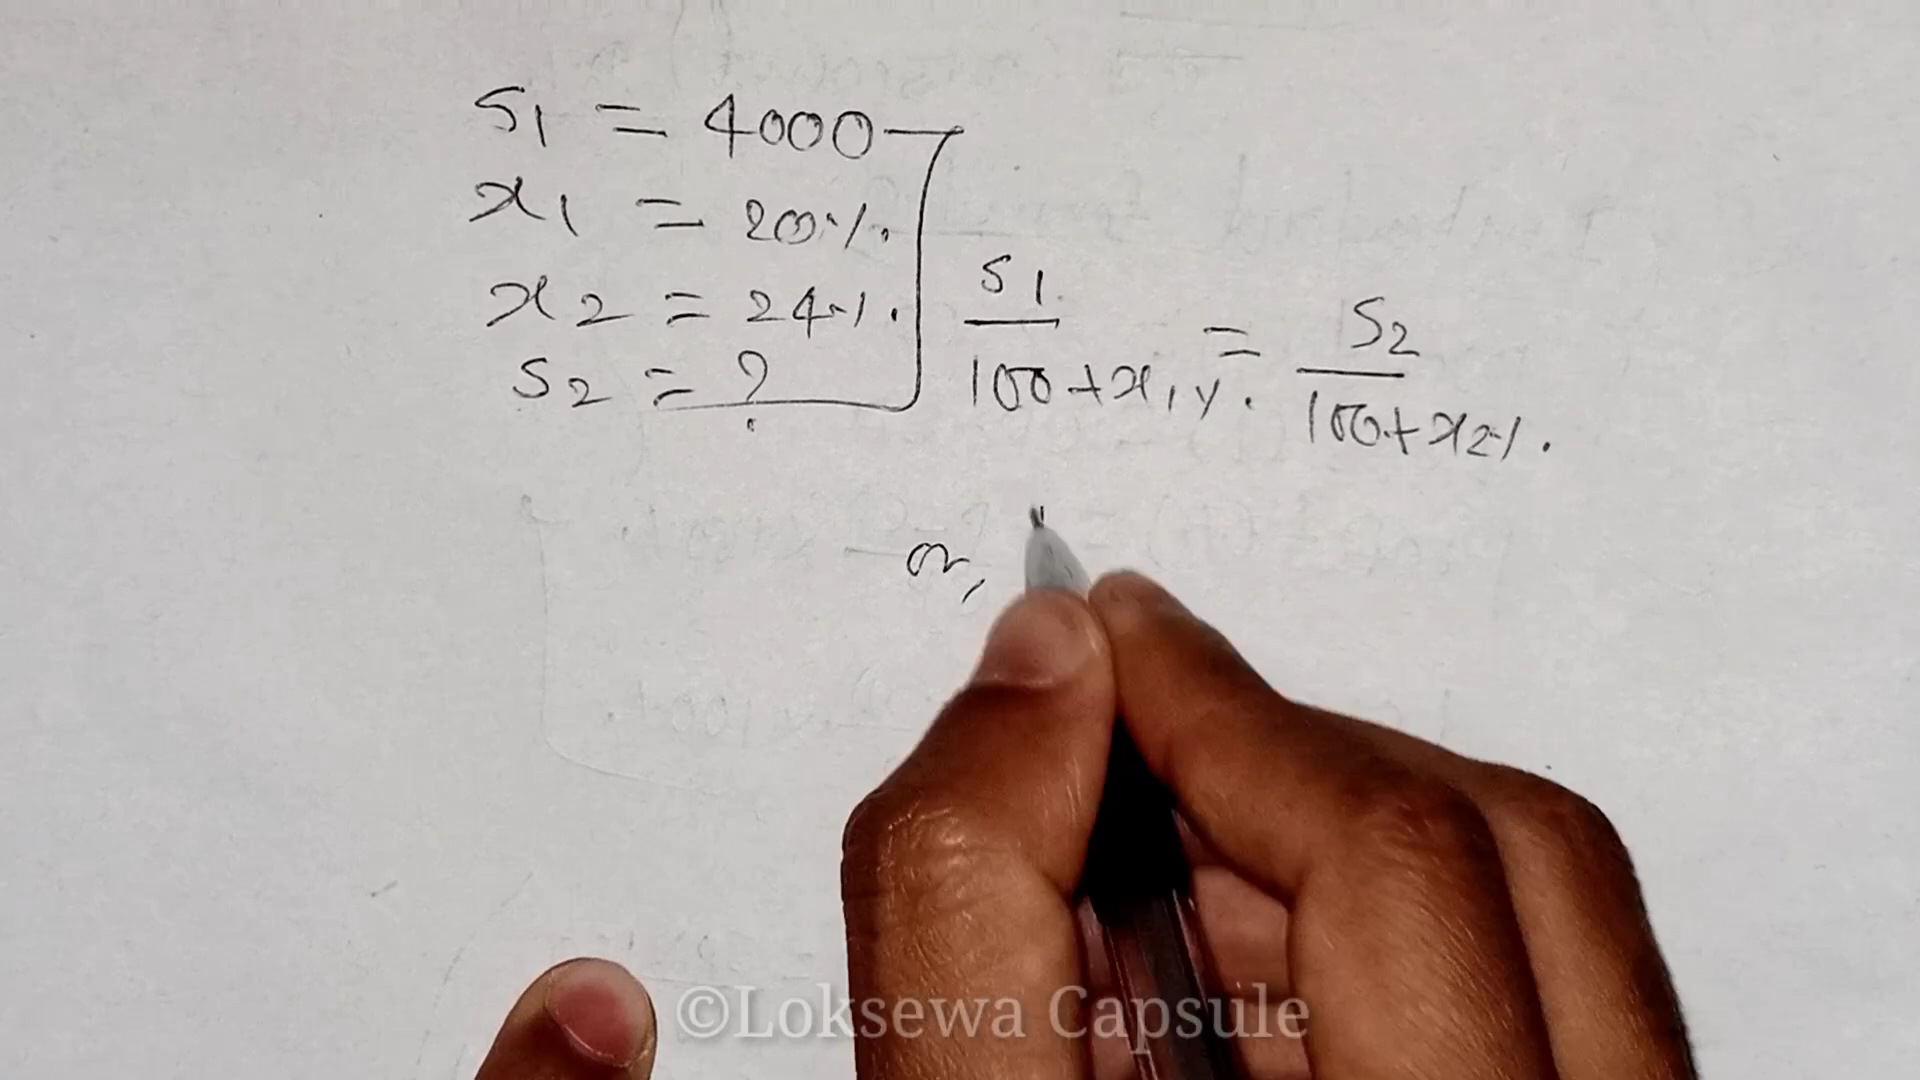 S1 = 4000
x1 = 20%.
x2 = 24%.
S2 = ?
S1 / 100+x1%. = S2 / 100+x2%.
or,
©Loksewa Capsule